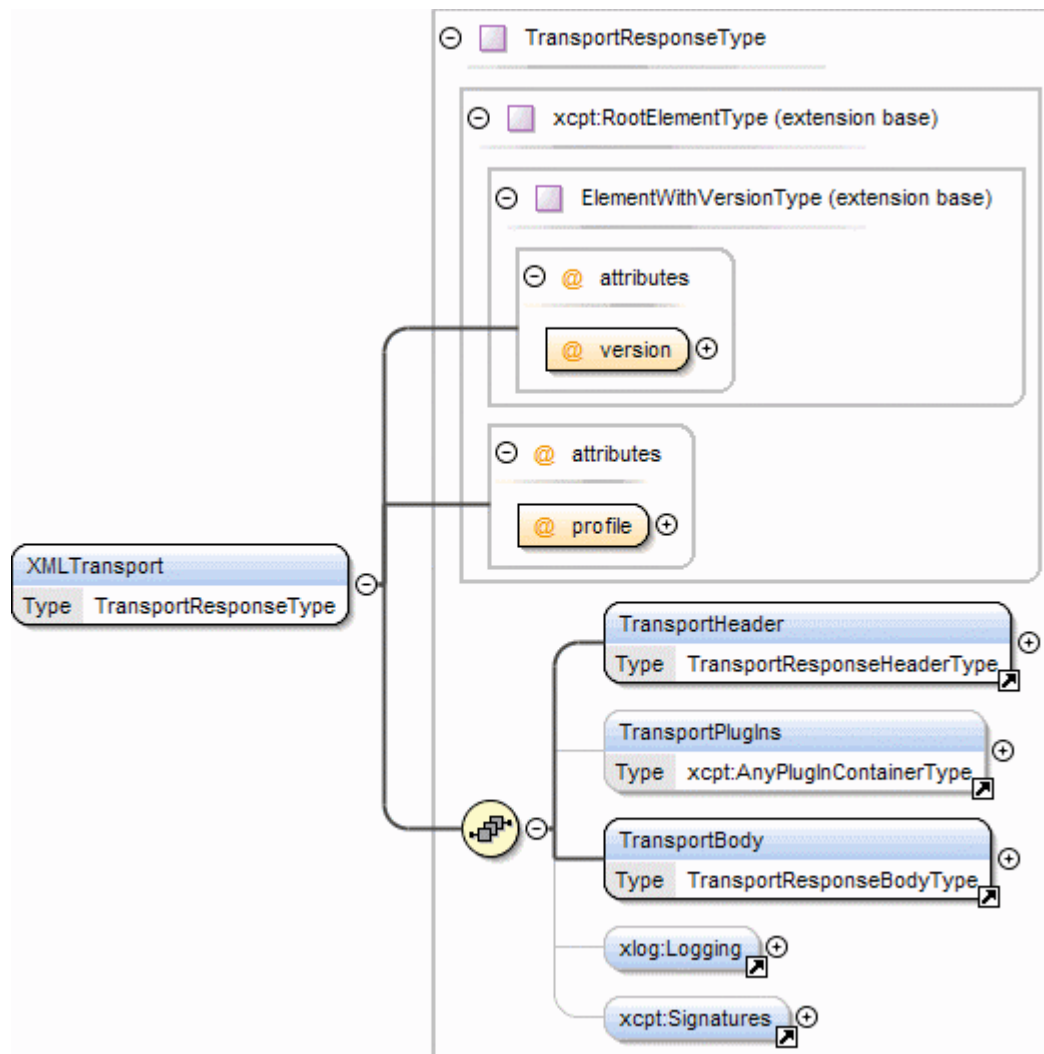 TransportResponseType
xcpt:RootElementType (extension base)
ElementWithVersionType (extension base)
@ attributes
@ version
@ attributes
@ profile
XMLTransport
Type TransportResponseType
TransportHeader
Type TransportResponseHeaderType
TransportPlugIns
Type xcpt:AnyPlugInContainerType
TransportBody
Type TransportResponseBodyType
xlog:Logging
xcpt:Signatures